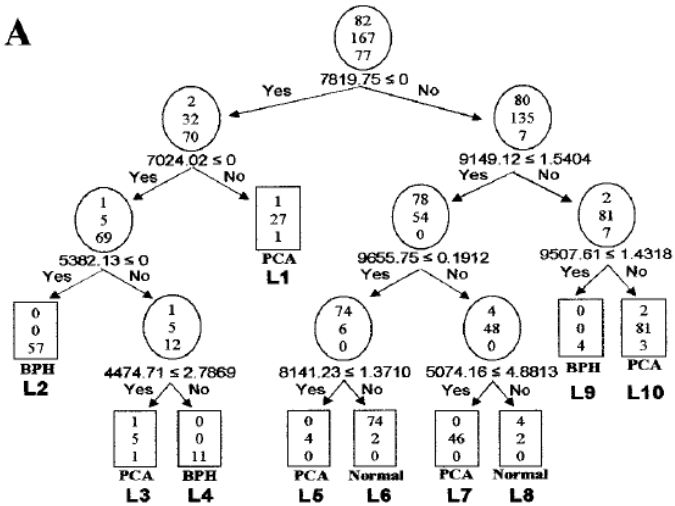 A
82
167
77
7819.75 ≤ 0
Yes
No
2
32
70
80
135
7
7024.02 ≤ 0
9149.12 ≤ 1.5404
Yes
No
Yes
No
1
5
69
1
27
1
PCA
L1
78
54
0
2
81
7
5382.13 ≤ 0
9655.75 ≤ 0.1912
9507.61 ≤ 1.4318
Yes
No
Yes
No
Yes
No
0
0
57
BPH
L2
1
5
12
74
6
0
4
48
0
0
0
4
BPH
L9
2
81
3
PCA
L10
4474.71 ≤ 2.7869
8141.23 ≤ 1.3710
5074.16 ≤ 4.8813
Yes
No
Yes
No
Yes
No
1
5
1
PCA
L3
0
0
11
BPH
L4
0
4
0
PCA
L5
74
2
0
Normal
L6
0
46
0
PCA
L7
4
2
0
Normal
L8